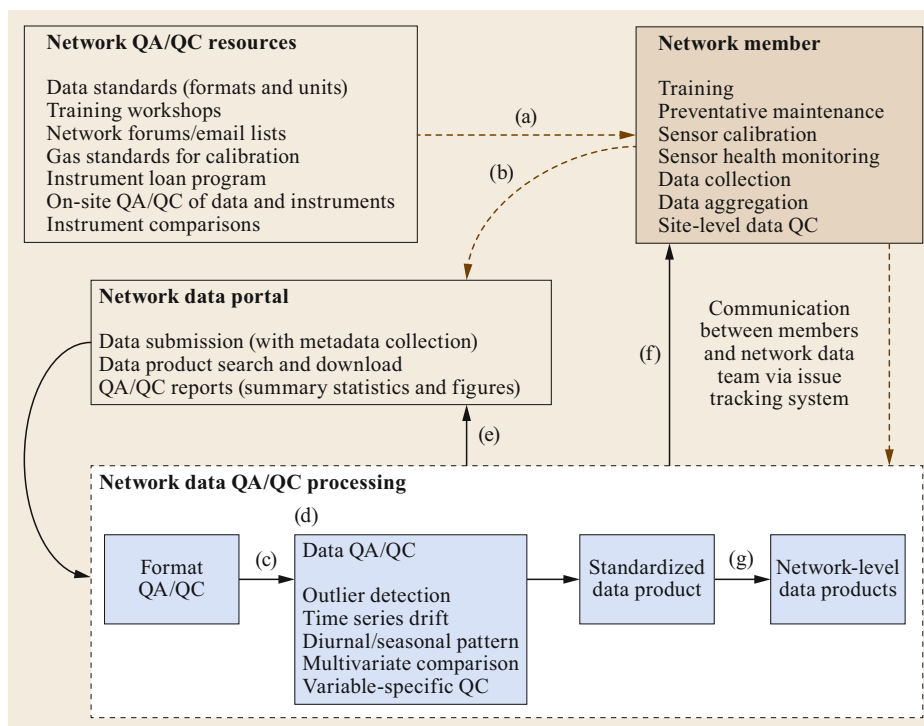 Network QA/QC resources
Data standards (formats and units)
Training workshops
Network forums/email lists
Gas standards for calibration
Instrument loan program
On-site QA/QC of data and instruments
Instrument comparisons
(a)
(b)
Network member
Training
Preventative maintenance
Sensor calibration
Sensor health monitoring
Data collection
Data aggregation
Site-level data QC
Network data portal
Data submission (with metadata collection)
Data product search and download
QA/QC reports (summary statistics and figures)
(e)
(f)
Communication
between members
and network data
team via issue
tracking system
Network data QA/QC processing
Format
QA/QC
(c)
(d)
Data QA/QC
Outlier detection
Time series drift
Diurnal/seasonal pattern
Multivariate comparison
Variable-specific QC
Standardized
data product
(g)
Network-level
data products